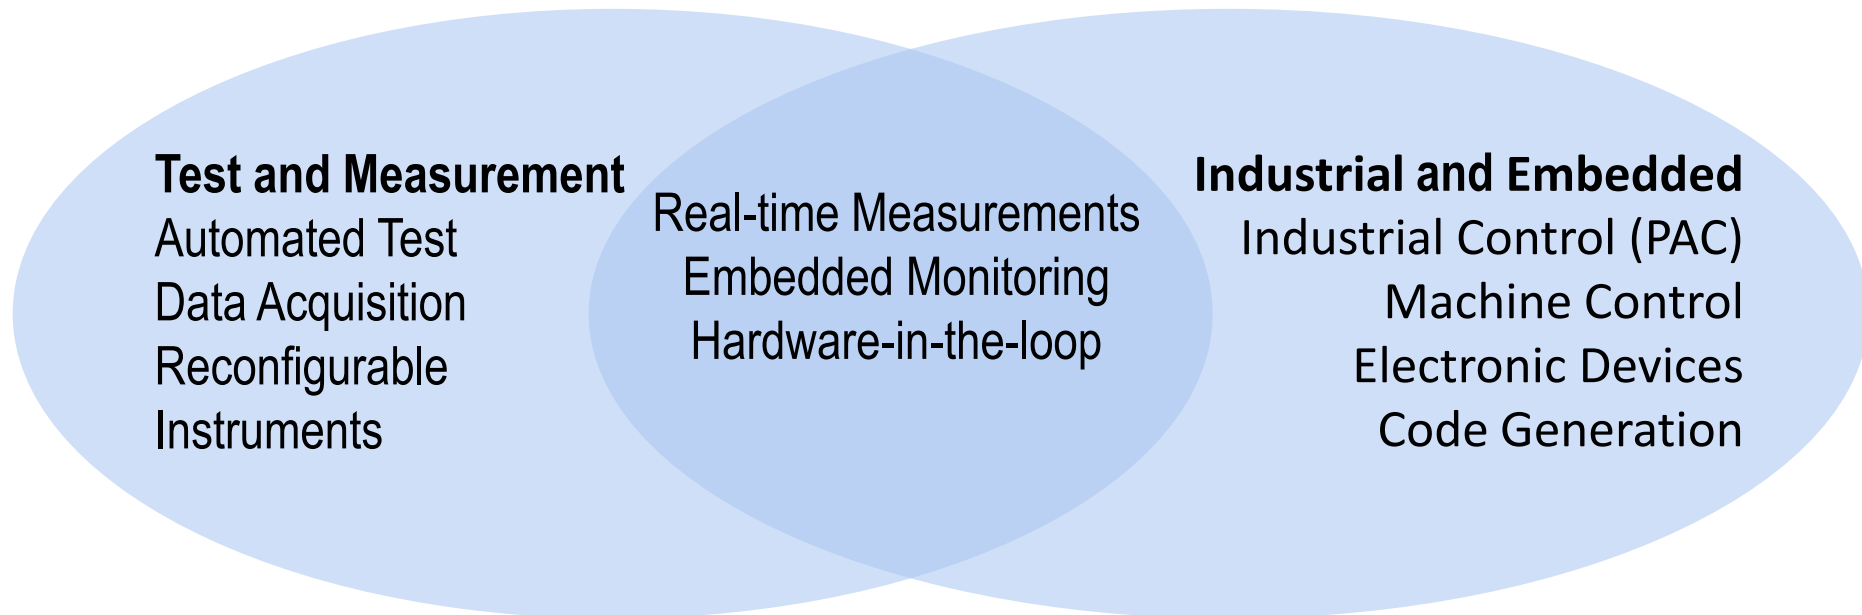 Test and Measurement
Automated Test
Data Acquisition
Reconfigurable
Instruments
Real-time Measurements
Embedded Monitoring
Hardware-in-the-loop
Industrial and Embedded
Industrial Control (PAC)
Machine Control
Electronic Devices
Code Generation